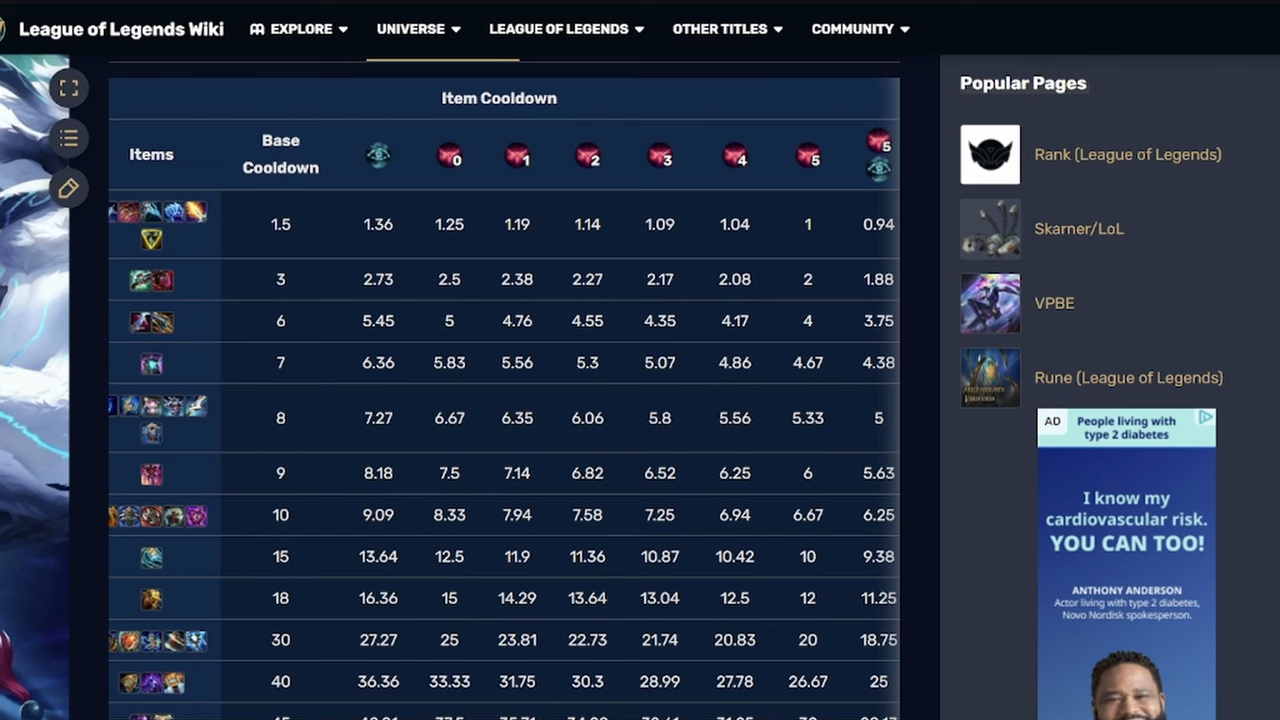 League of Legends Wiki EXPLORE UNIVERSE LEAGUE OF LEGENDS OTHER TITLES COMMUNITY
Item Cooldown
Items Base Cooldown 0 1 2 3 4 5 5
1.5 1.36 1.25 1.19 1.14 1.09 1.04 1 0.94
3 2.73 2.5 2.38 2.27 2.17 2.08 2 1.88
6 5.45 5 4.76 4.55 4.35 4.17 4 3.75
7 6.36 5.83 5.56 5.3 5.07 4.86 4.67 4.38
8 7.27 6.67 6.35 6.06 5.8 5.56 5.33 5
9 8.18 7.5 7.14 6.82 6.52 6.25 6 5.63
10 9.09 8.33 7.94 7.58 7.25 6.94 6.67 6.25
15 13.64 12.5 11.9 11.36 10.87 10.42 10 9.38
18 16.36 15 14.29 13.64 13.04 12.5 12 11.25
30 27.27 25 23.81 22.73 21.74 20.83 20 18.75
40 36.36 33.33 31.75 30.3 28.99 27.78 26.67 25
Popular Pages
Rank (League of Legends)
Skarner/LoL
VPBE
Rune (League of Legends)
AD
People living with
type 2 diabetes
I know my
cardiovascular risk.
YOU CAN TOO!
ANTHONY ANDERSON
Actor living with type 2 diabetes,
Novo Nordisk spokesperson.